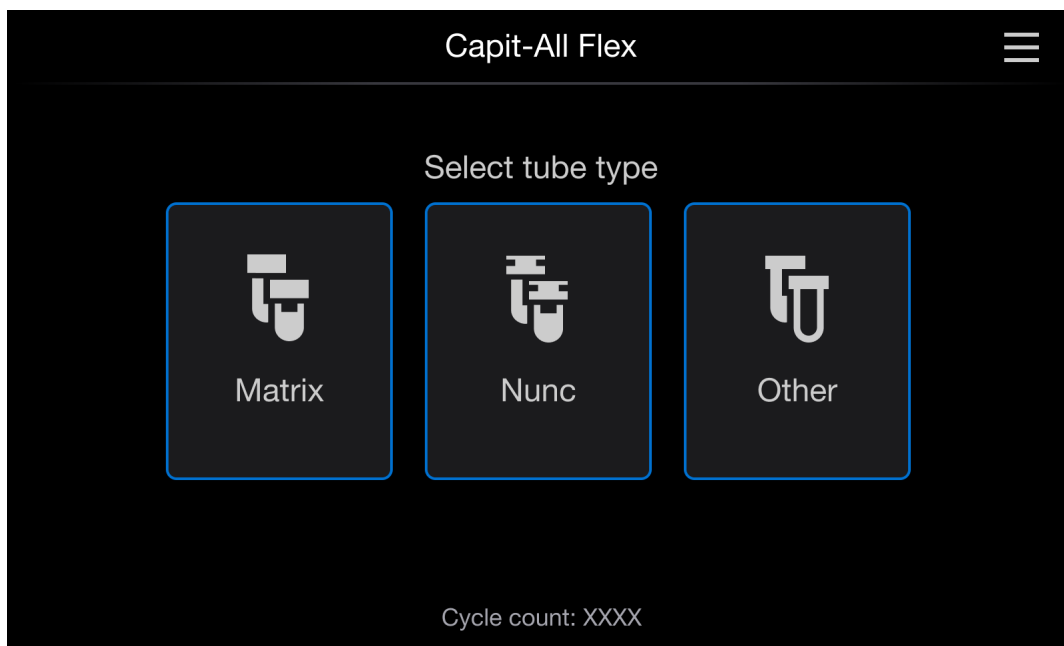 Capit-All Flex
Select tube type
Matrix
Nunc
Other
Cycle count: XXXX